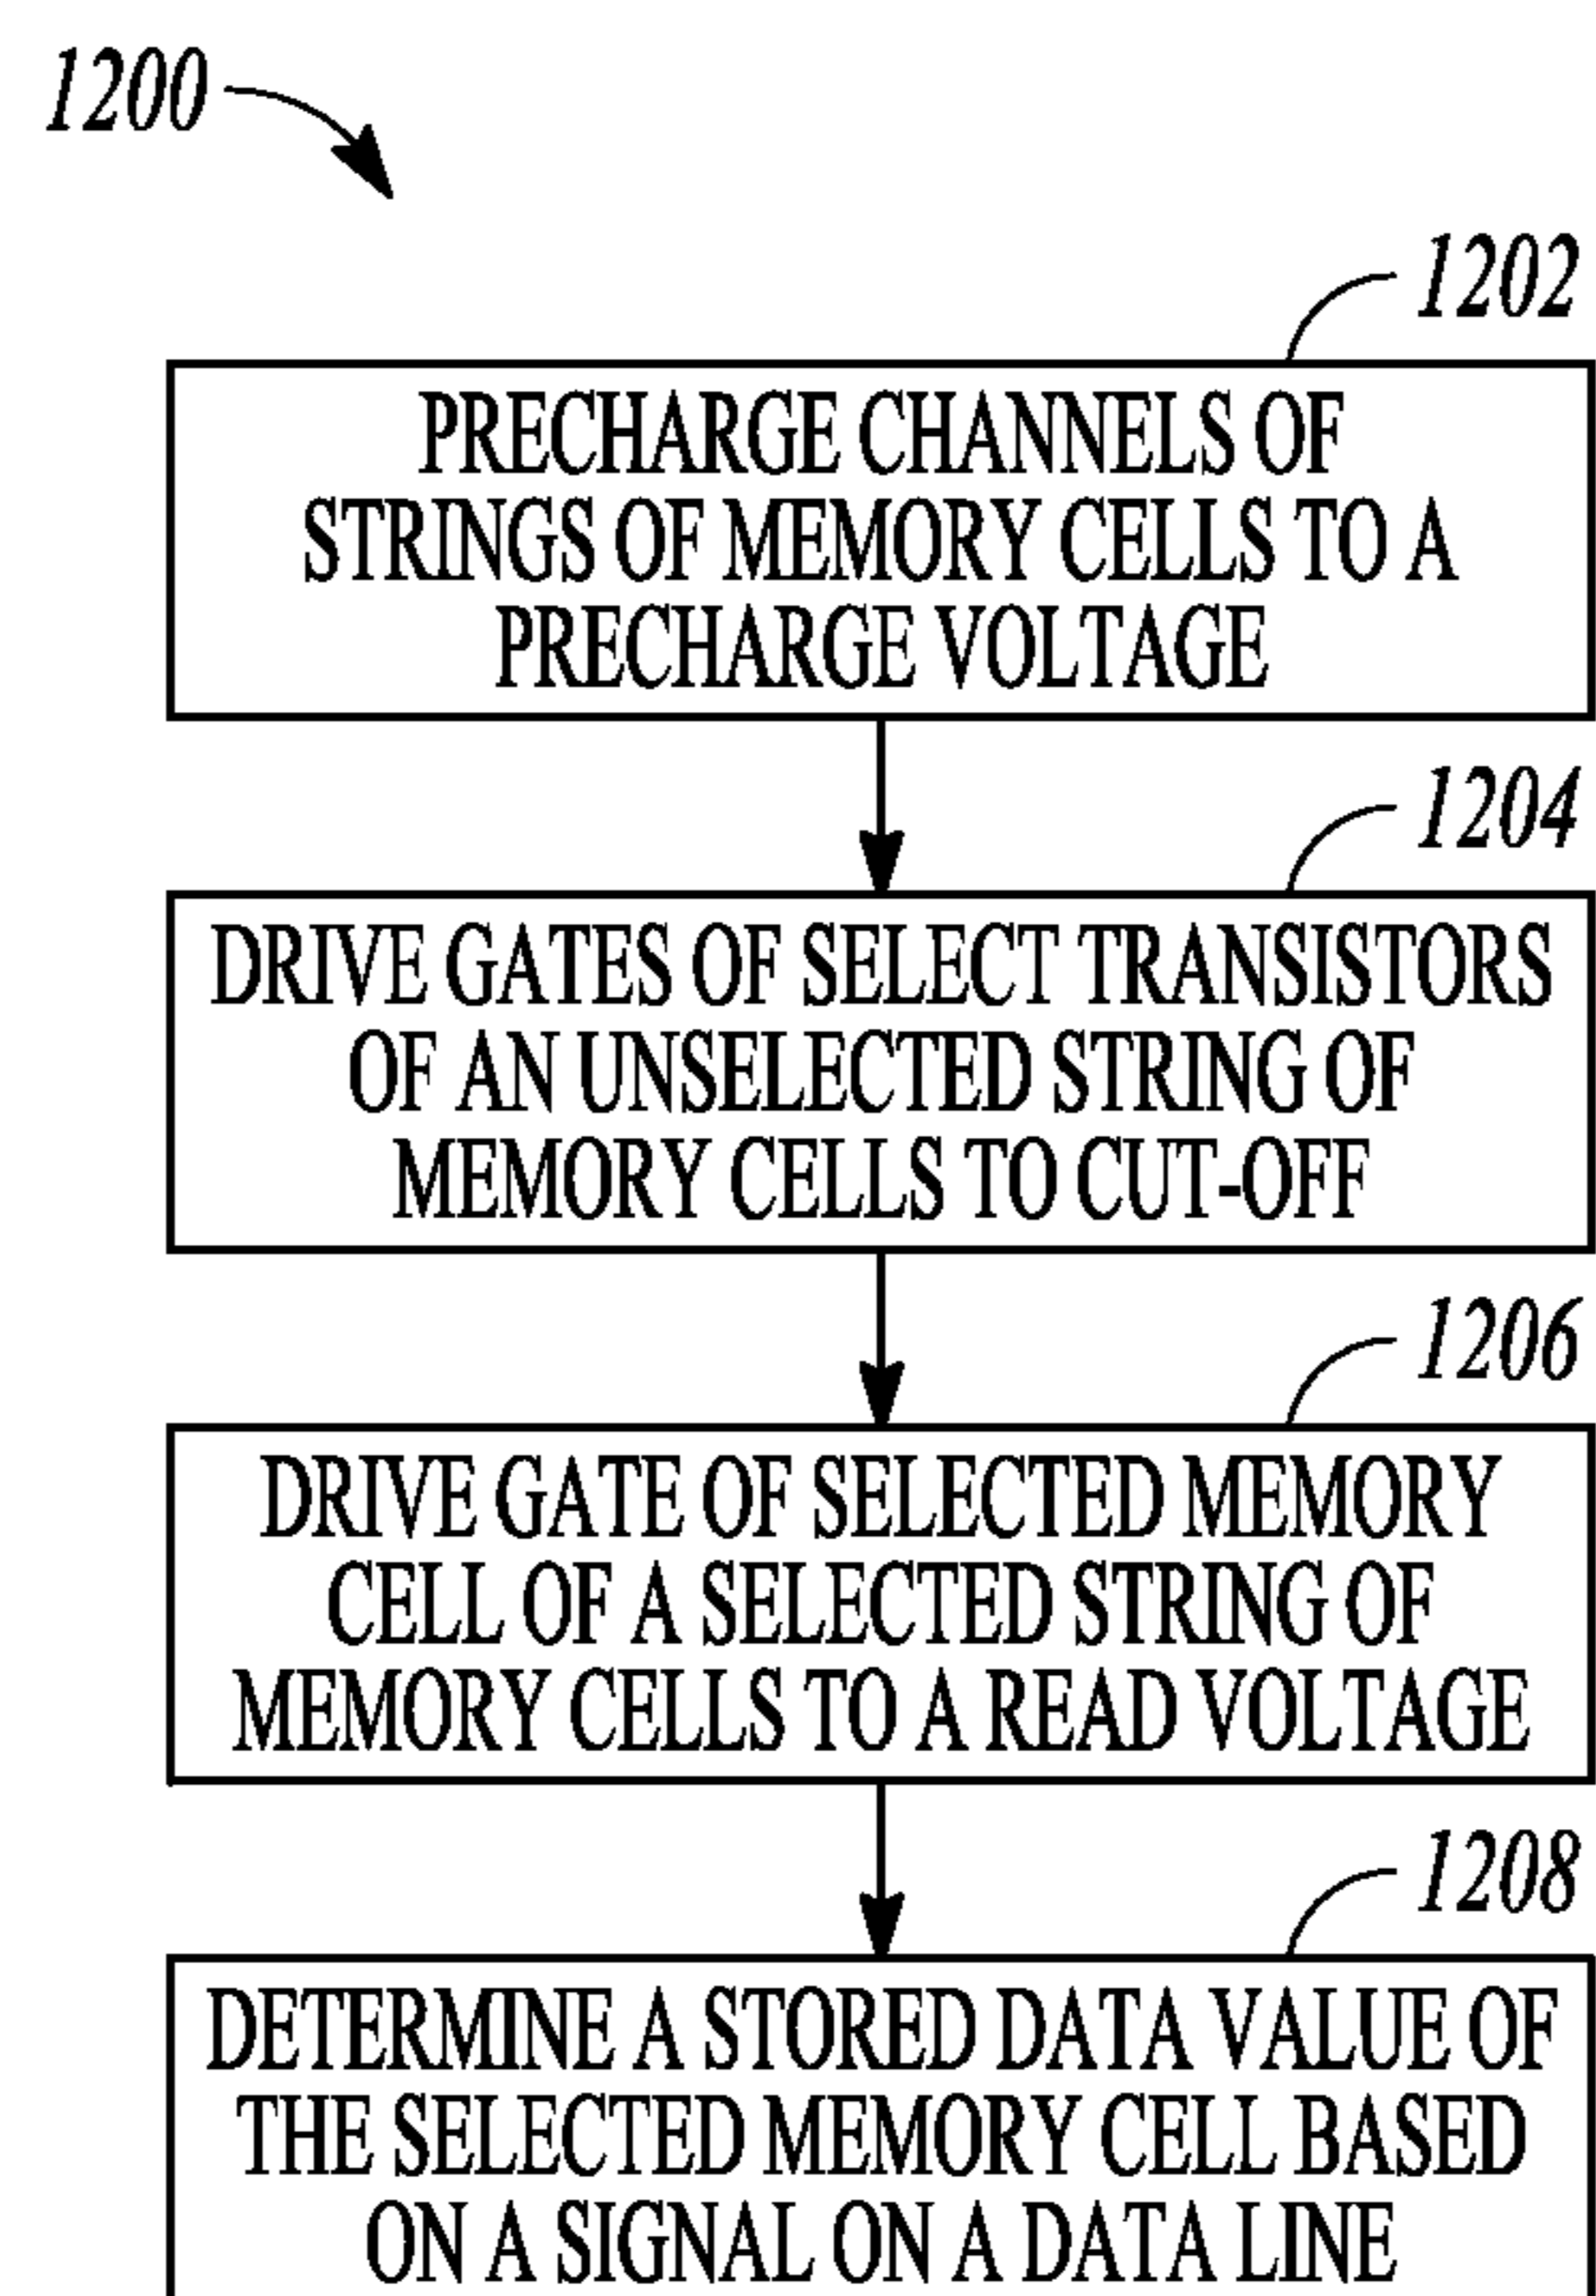 1200
1202
PRECHARGE CHANNELS OF
STRINGS OF MEMORY CELLS TO A
PRECHARGE VOLTAGE
1204
DRIVE GATES OF SELECT TRANSISTORS
OF AN UNSELECTED STRING OF
MEMORY CELLS TO CUT-OFF
1206
DRIVE GATE OF SELECTED MEMORY
CELL OF A SELECTED STRING OF
MEMORY CELLS TO A READ VOLTAGE
1208
DETERMINE A STORED DATA VALUE OF
THE SELECTED MEMORY CELL BASED
ON A SIGNAL ON A DATA LINE